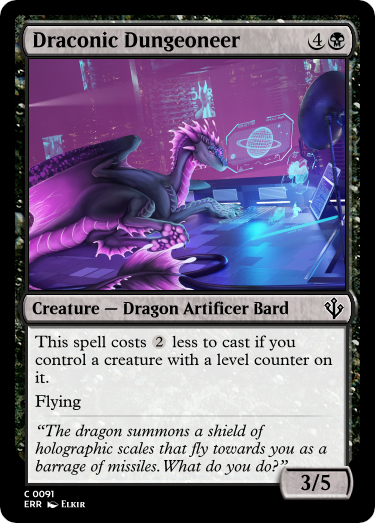 Draconic Dungeoneer 4
Creature — Dragon Artificer Bard
This spell costs 2 less to cast if you
control a creature with a level counter on
it.
Flying
“The dragon summons a shield of
holographic scales that fly towards you as a
barrage of missiles. What do you do?”
3/5
C 0091
ERR Elkir